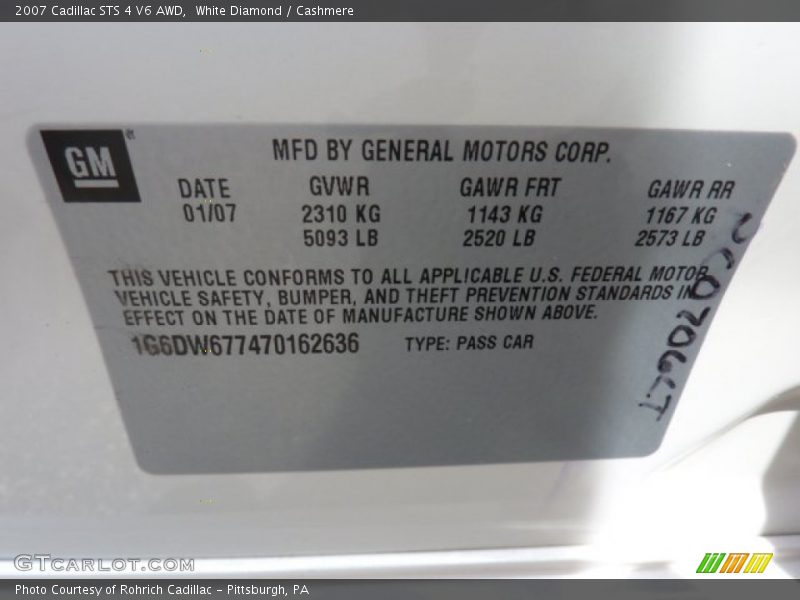 2007 Cadillac STS 4 V6 AWD,  White Diamond / Cashmere
GM
MFD BY GENERAL MOTORS CORP.
DATE GVWR GAWR FRT GAWR RR
01/07 2310 KG 1143 KG 1167 KG
5093 LB 2520 LB 2573 LB
THIS VEHICLE CONFORMS TO ALL APPLICABLE U.S. FEDERAL MOTOR
VEHICLE SAFETY, BUMPER, AND THEFT PREVENTION STANDARDS IN
EFFECT ON THE DATE OF MANUFACTURE SHOWN ABOVE.
1G6DW677470162636 TYPE: PASS CAR
GTCARLOT.COM
Photo Courtesy of Rohrich Cadillac - Pittsburgh, PA